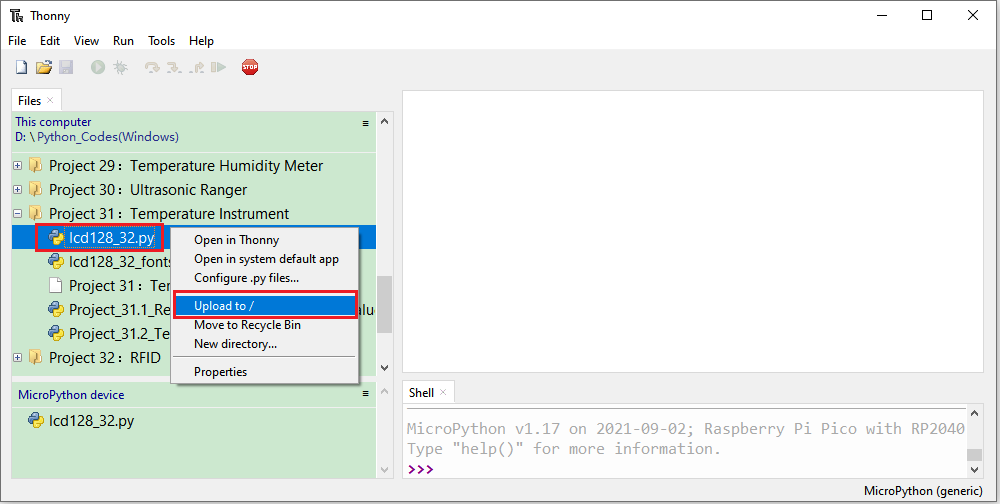 Thonny
File Edit View Run Tools Help
STOP
Files
This computer
D: \Python_Codes(Windows)
Project 29：Temperature Humidity Meter
Project 30：Ultrasonic Ranger
Project 31：Temperature Instrument
lcd128_32.py
lcd128_32_fonts
Project 31：Te
Project_31.1_Re
alue
Project_31.2_Te
Project 32：RFID
Open in Thonny
Open in system default app
Configure .py files...
Upload to /
Move to Recycle Bin
New directory...
Properties
MicroPython device
lcd128_32.py
Shell
MicroPython v1.17 on 2021-09-02; Raspberry Pi Pico with RP2040
Type "help()" for more information.
>>>
MicroPython (generic)